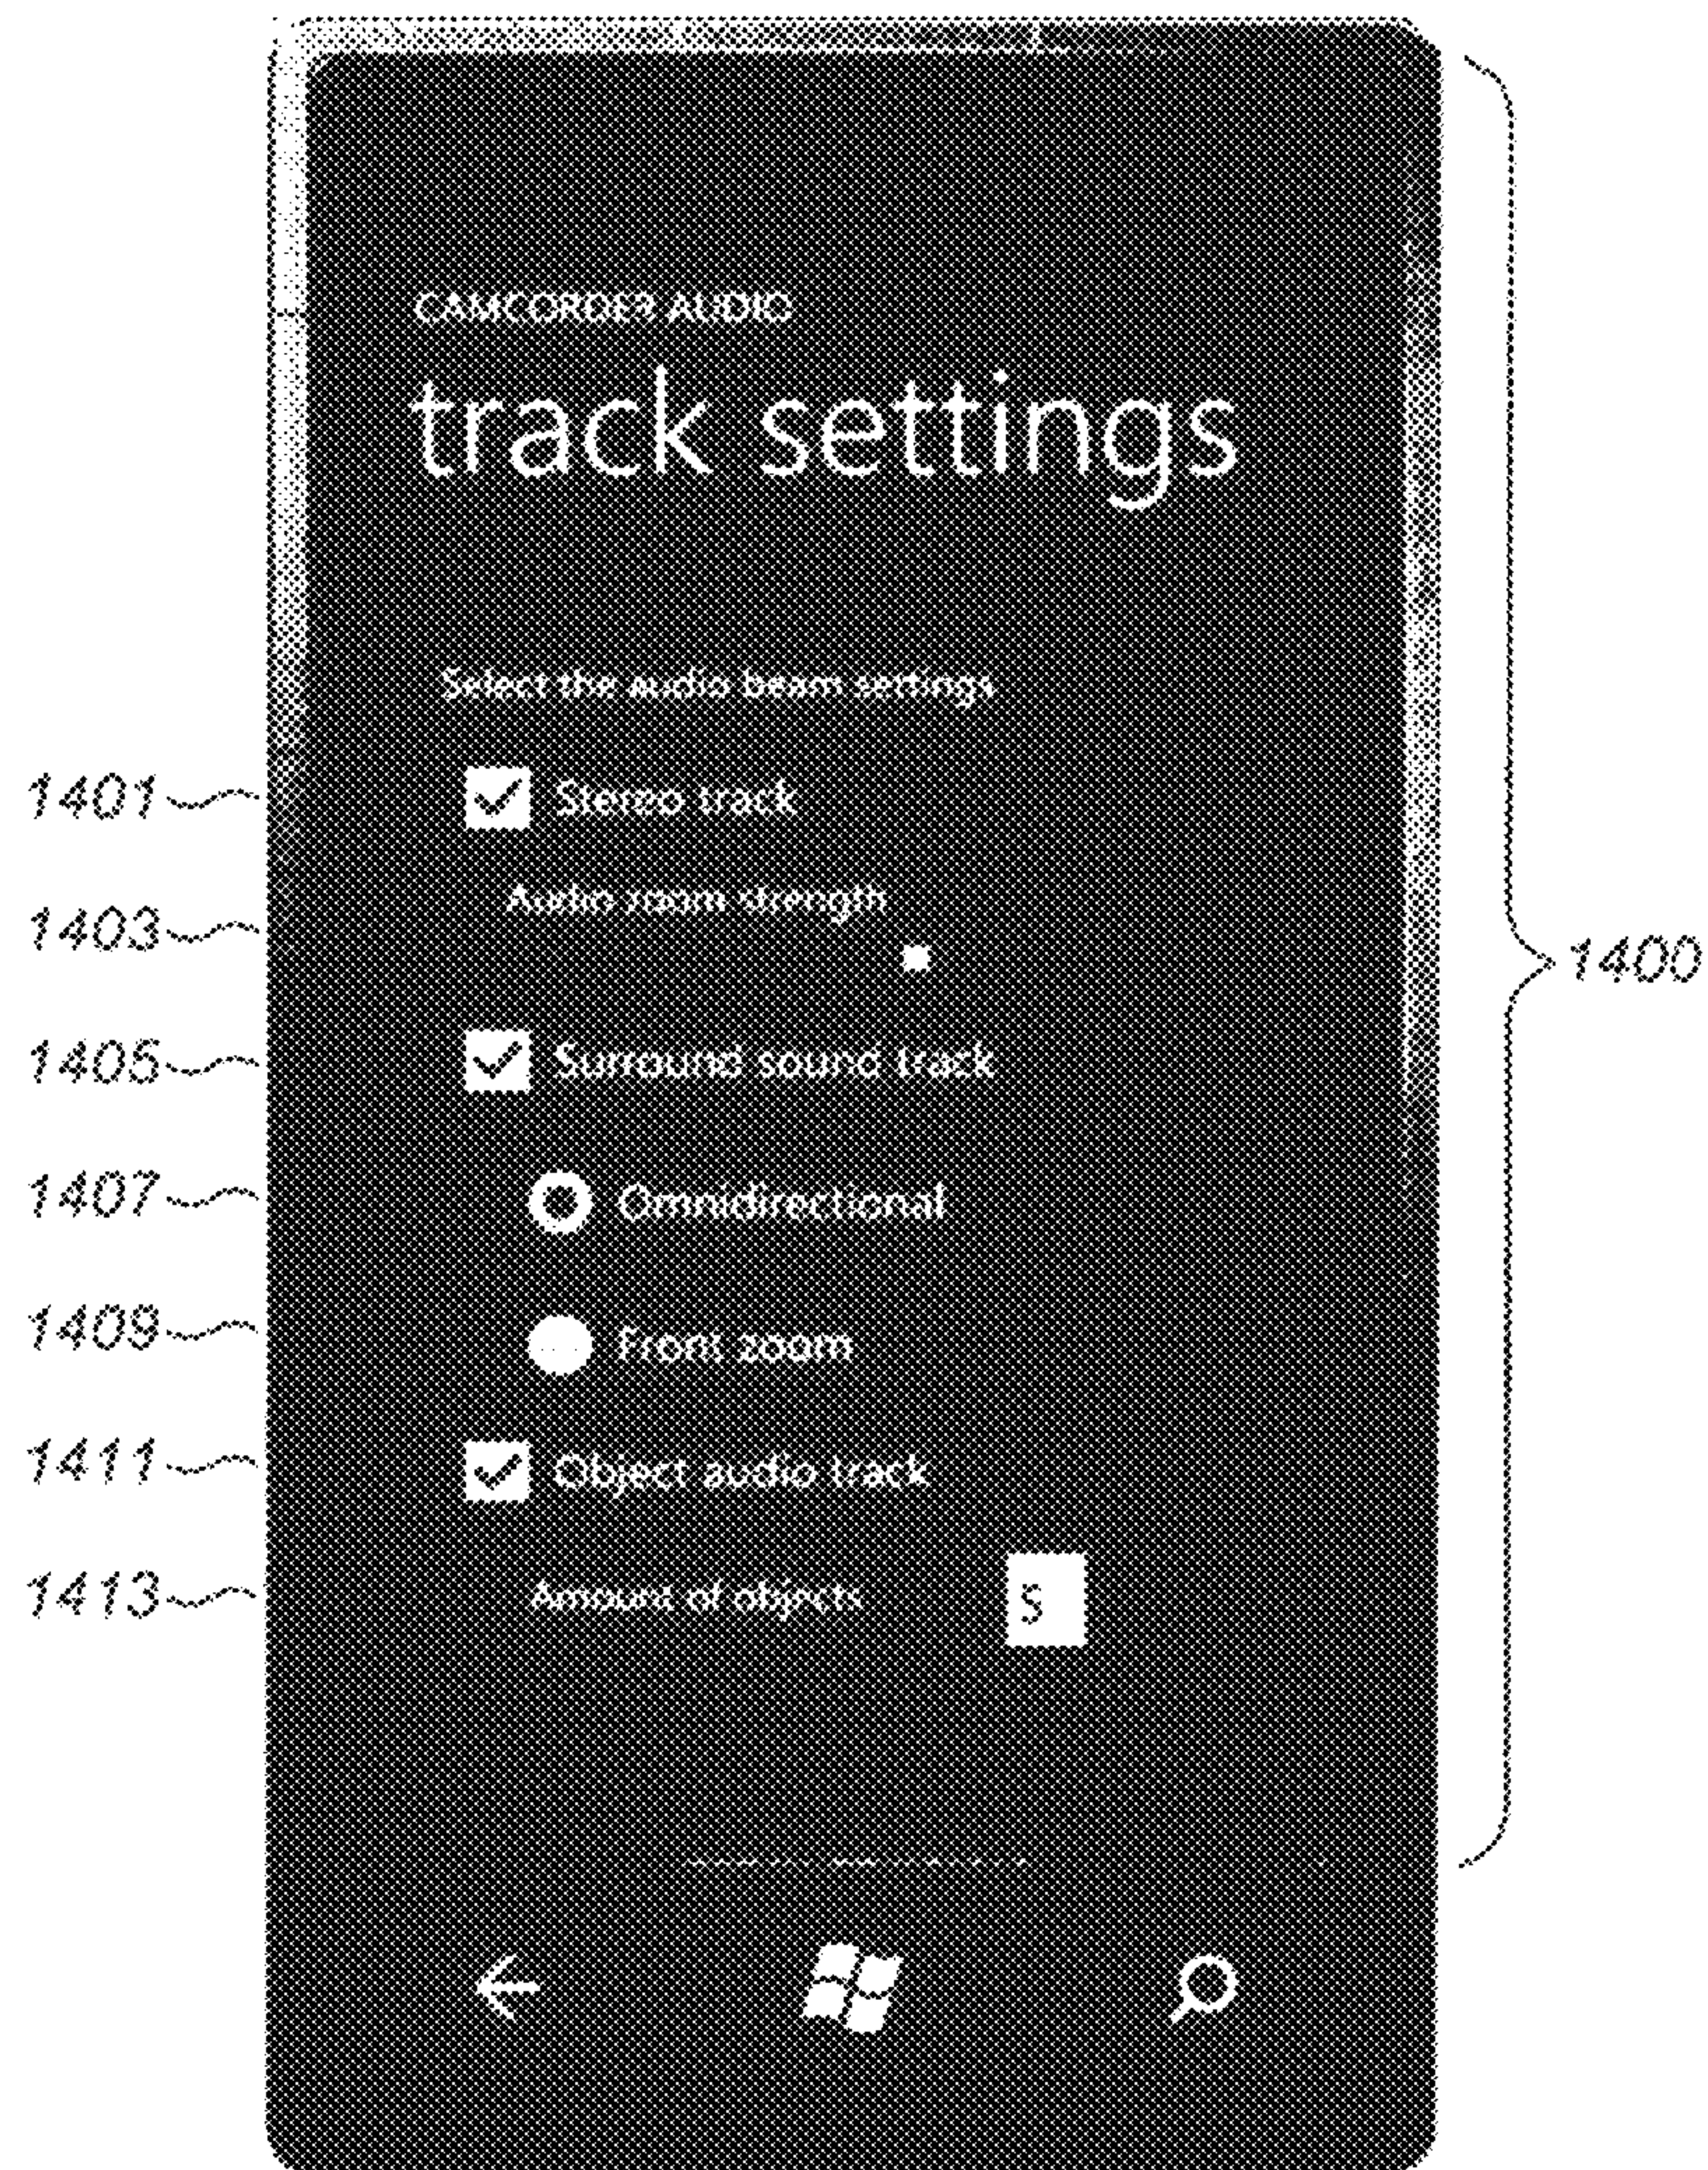 CAMCORDER AUDIO
track settings
Select the audio beam settings
1401 Stereo track
1403 Audio zoom strength
1400
1405 Surround sound track
1407 Omnidirectional
1409 Front zoom
1411 Object audio track
1413 Amount of objects 5